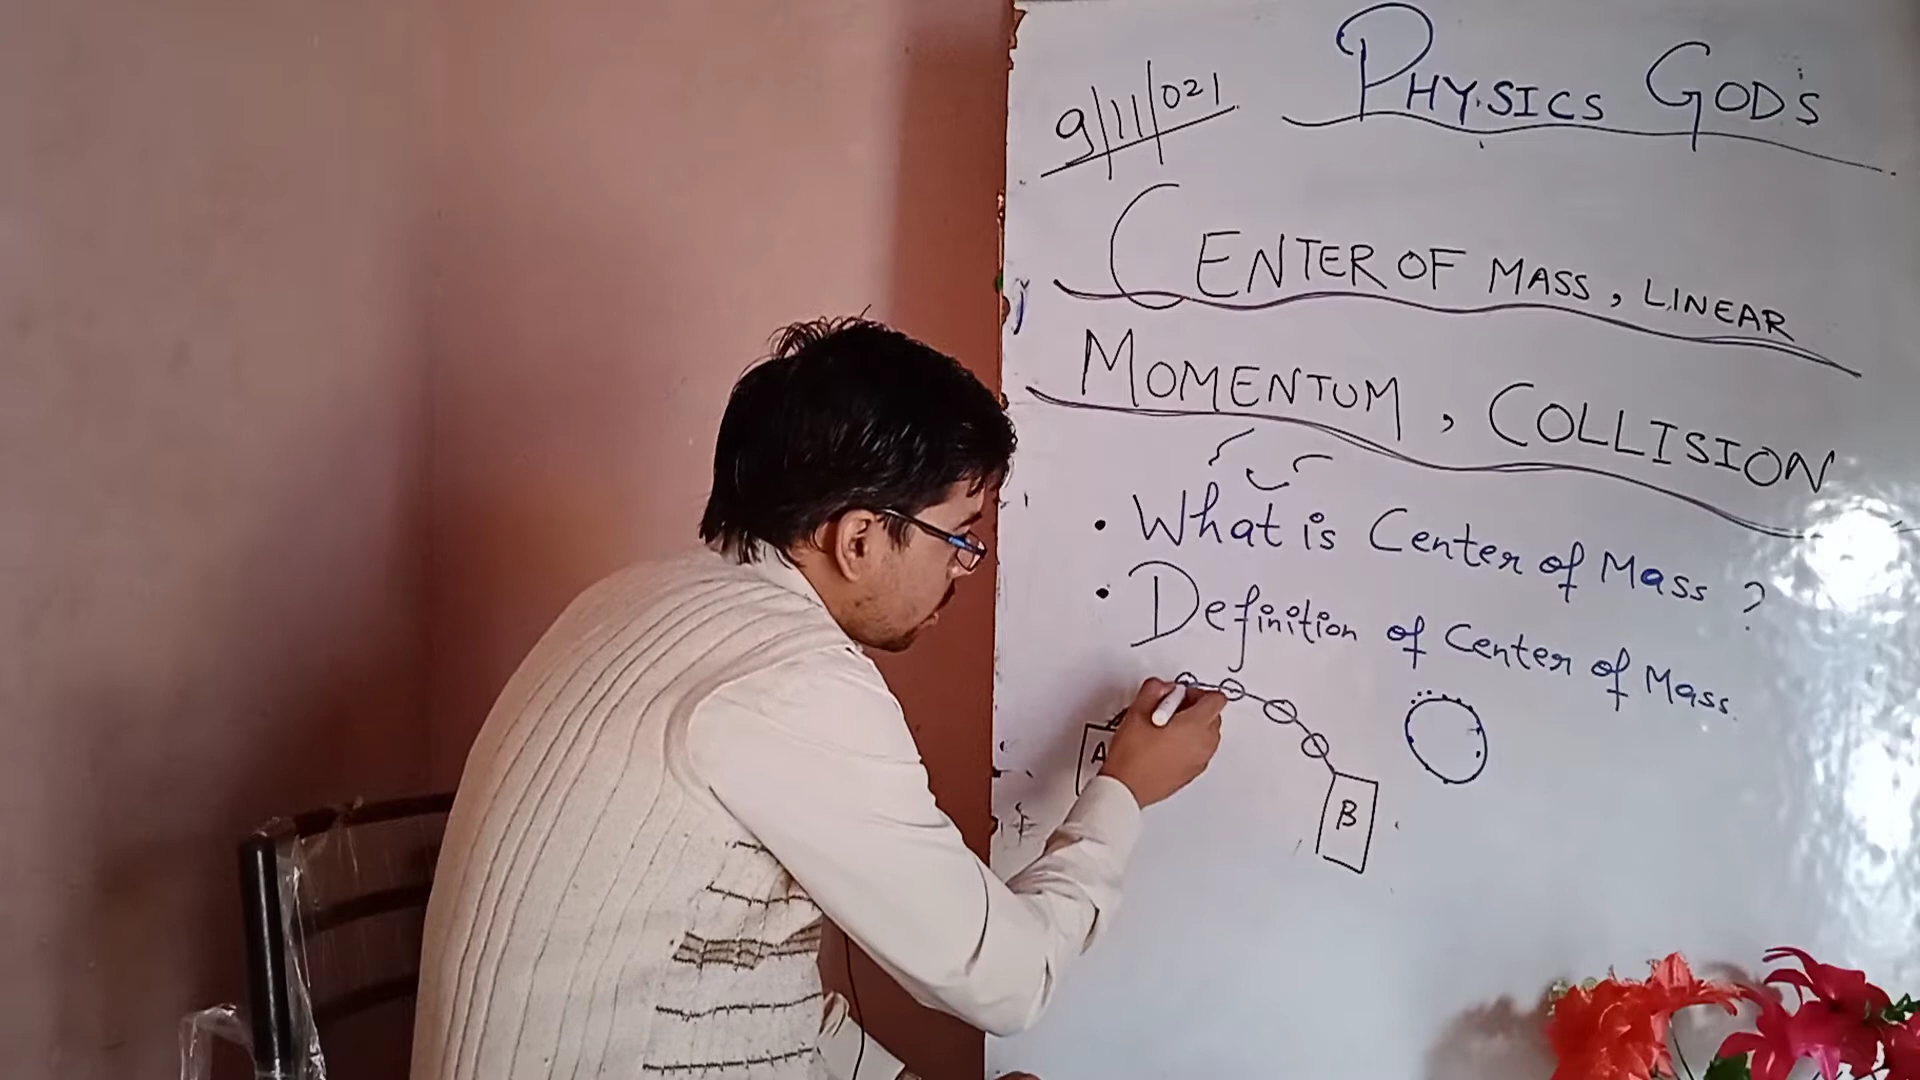 9/11/021
PHYSICS GOD'S
CENTER OF MASS, LINEAR
MOMENTUM, COLLISION
• What is Center of Mass ?
• Definition of Center of Mass.
A
B